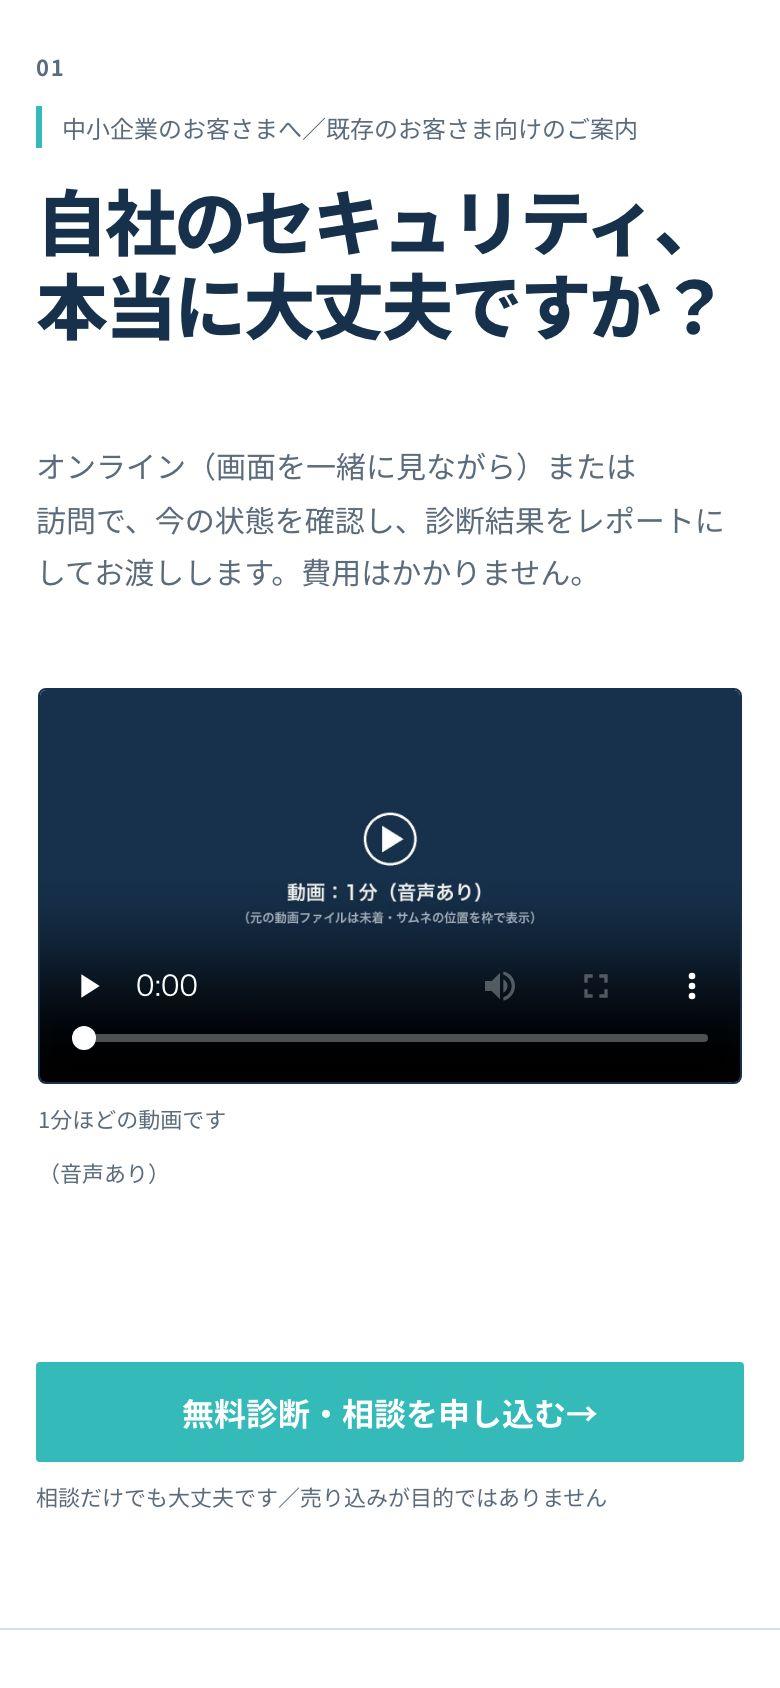 01
中小企業のお客さまへ／既存のお客さま向けのご案内
自社のセキュリティ、
本当に大丈夫ですか？
オンライン（画面を一緒に見ながら）または
訪問で、今の状態を確認し、診断結果をレポートに
してお渡しします。費用はかかりません。
動画：1分（音声あり）
（元の動画ファイルは未着・サムネの位置を枠で表示）
0:00
1分ほどの動画です
（音声あり）
無料診断・相談を申し込む→
相談だけでも大丈夫です／売り込みが目的ではありません